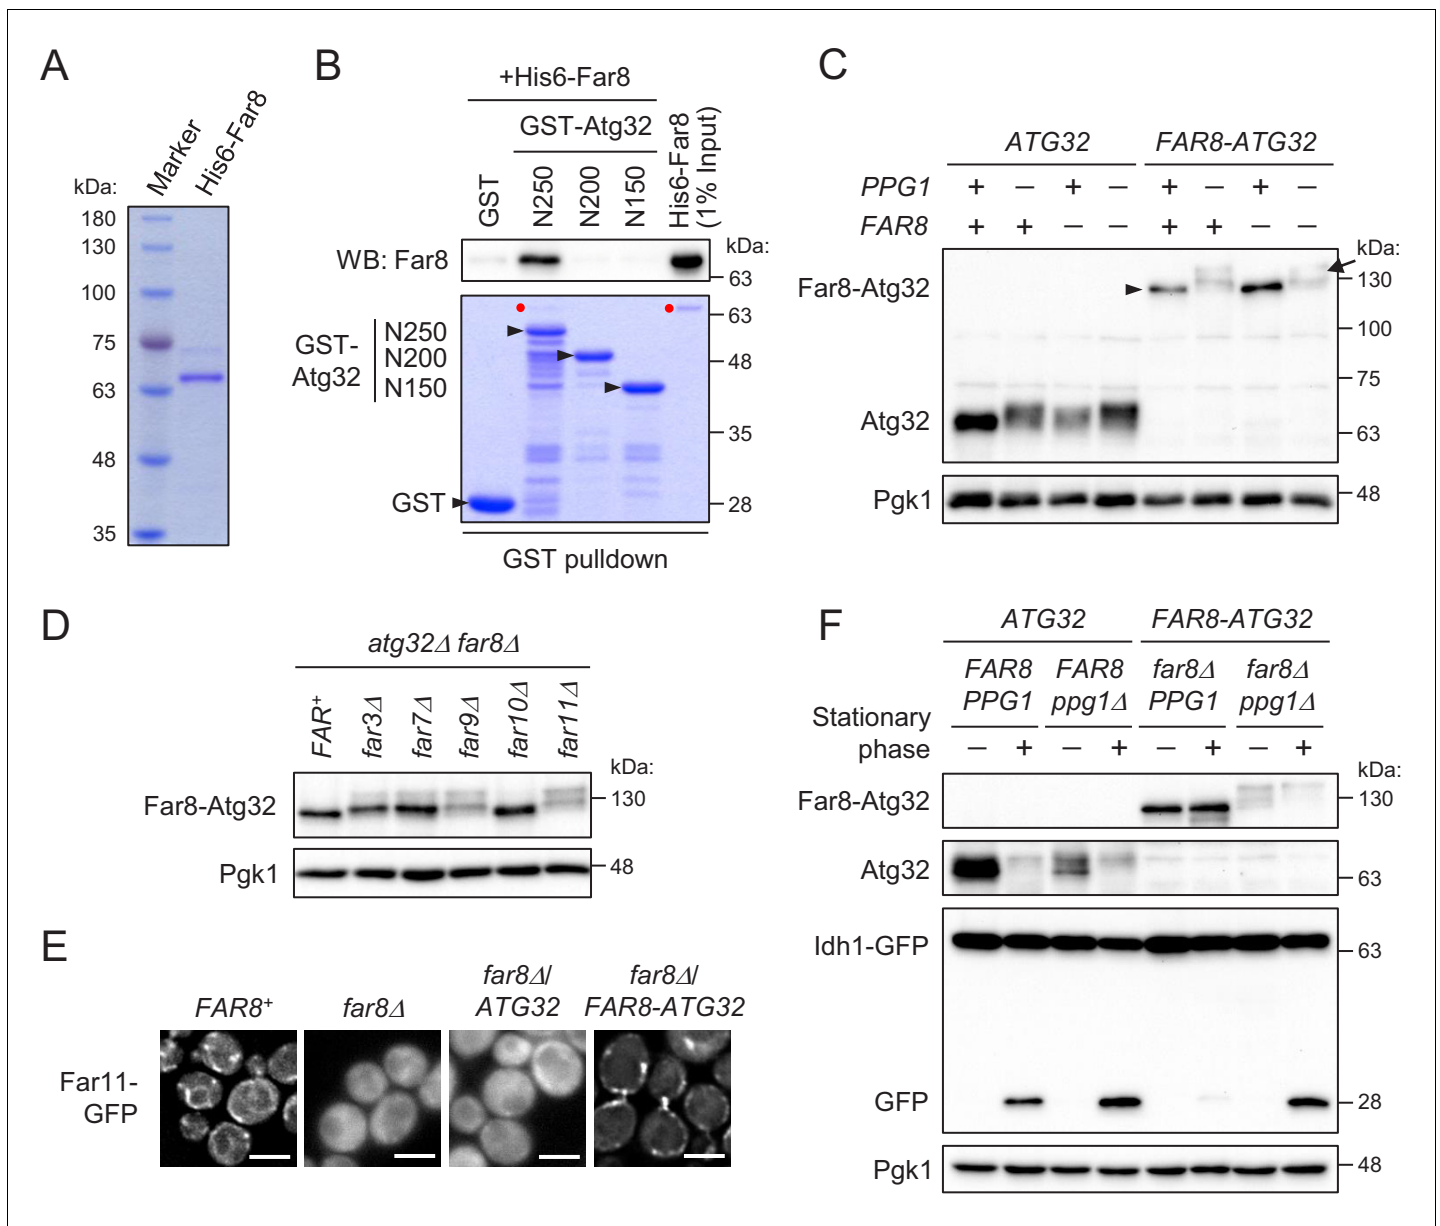 A
kDa:
Marker
His6-Far8
180
130
100
75
63
48
35
B
+His6-Far8
GST-Atg32
GST
N250
N200
N150
His6-Far8
(1% Input)
WB: Far8
kDa:
63
GST-
Atg32
N250
N200
N150
GST
63
48
35
28
GST pulldown
C
ATG32
FAR8-ATG32
PPG1 + − + − + − + −
FAR8 + + − − + + − −
kDa:
Far8-Atg32
130
100
75
Atg32
63
Pgk1
48
D
atg32Δ far8Δ
FAR+
far3Δ
far7Δ
far9Δ
far10Δ
far11Δ
kDa:
Far8-Atg32
130
Pgk1
48
E
FAR8+
far8Δ
far8Δ/
ATG32
far8Δ/
FAR8-ATG32
Far11-
GFP
F
ATG32
FAR8-ATG32
FAR8
PPG1
FAR8
ppg1Δ
far8Δ
PPG1
far8Δ
ppg1Δ
Stationary
phase − + − + − + − +
kDa:
Far8-Atg32
130
Atg32
63
Idh1-GFP
63
GFP
28
Pgk1
48